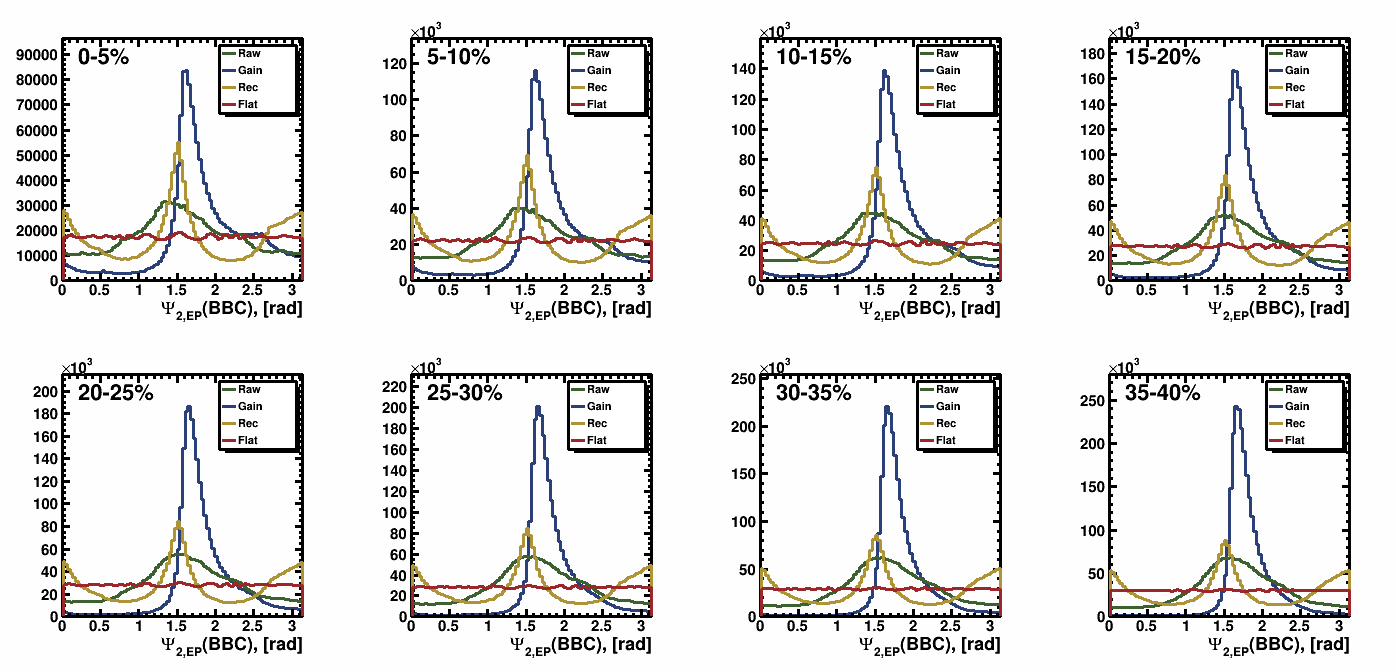 0-5%
Raw
Gain
Rec
Flat
90000
80000
70000
60000
50000
40000
30000
20000
10000
0
0 0.5 1 1.5 2 2.5 3
Ψ2,EP(BBC), [rad]
×10³
5-10%
Raw
Gain
Rec
Flat
120
100
80
60
40
20
0
0 0.5 1 1.5 2 2.5 3
Ψ2,EP(BBC), [rad]
×10³
10-15%
Raw
Gain
Rec
Flat
140
120
100
80
60
40
20
0
0 0.5 1 1.5 2 2.5 3
Ψ2,EP(BBC), [rad]
×10³
15-20%
Raw
Gain
Rec
Flat
180
160
140
120
100
80
60
40
20
0
0 0.5 1 1.5 2 2.5 3
Ψ2,EP(BBC), [rad]
×10³
20-25%
Raw
Gain
Rec
Flat
200
180
160
140
120
100
80
60
40
20
0
0 0.5 1 1.5 2 2.5 3
Ψ2,EP(BBC), [rad]
×10³
25-30%
Raw
Gain
Rec
Flat
220
200
180
160
140
120
100
80
60
40
20
0
0 0.5 1 1.5 2 2.5 3
Ψ2,EP(BBC), [rad]
×10³
30-35%
Raw
Gain
Rec
Flat
250
200
150
100
50
0
0 0.5 1 1.5 2 2.5 3
Ψ2,EP(BBC), [rad]
×10³
35-40%
Raw
Gain
Rec
Flat
250
200
150
100
50
0
0 0.5 1 1.5 2 2.5 3
Ψ2,EP(BBC), [rad]